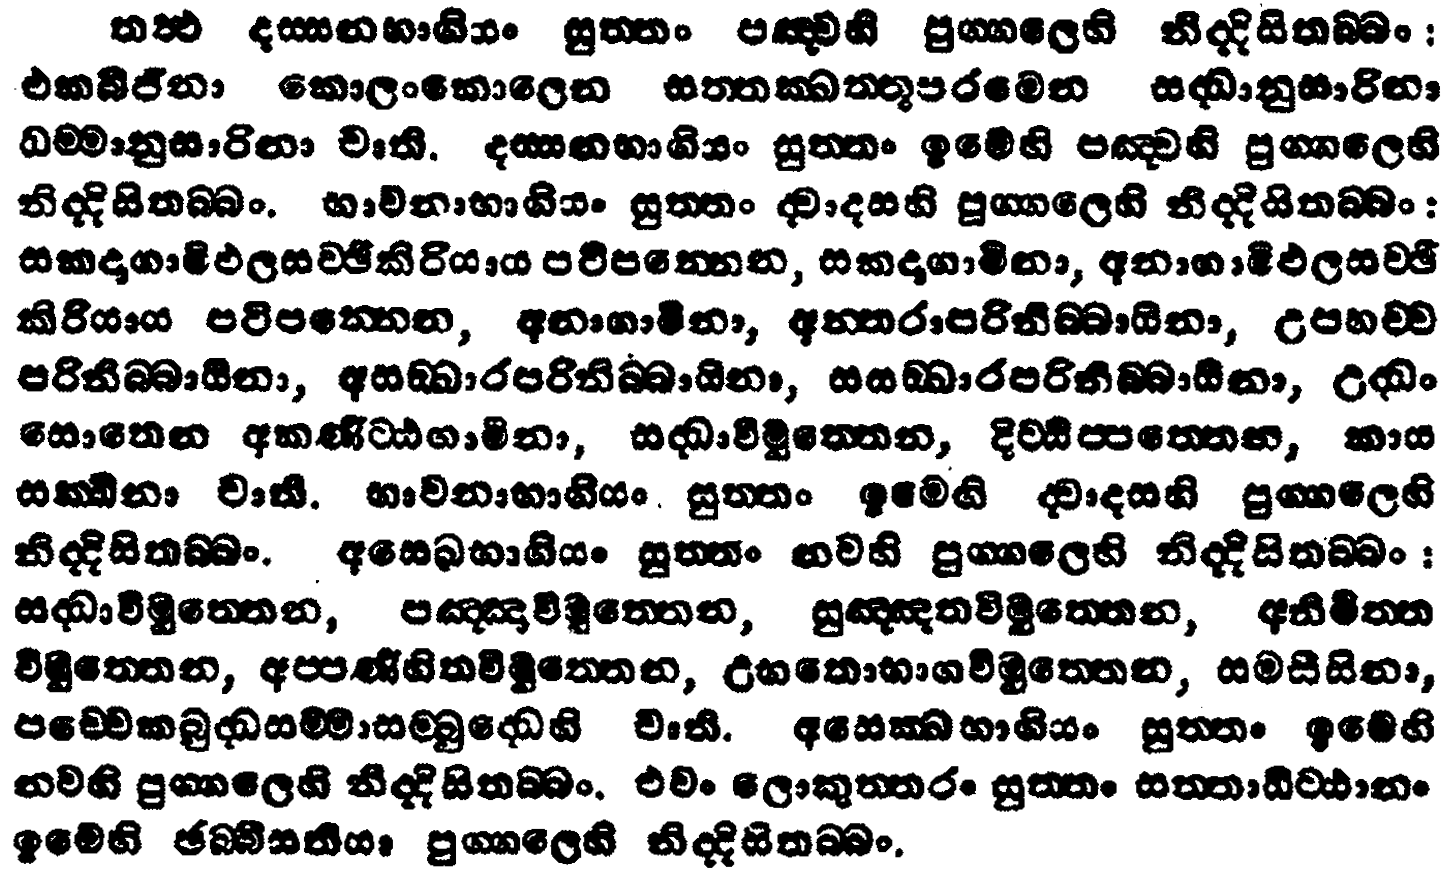 තත්‍ථ දස‍්සනභාගියං සුත‍්තං පඤ‍්චහි පුග‍්ගලෙහි නිද‍්දිසිතබ‍්බං :
එකබීජිනා කොලංකොලෙන සත‍්තක‍්ඛත‍්තුපරමෙන සද‍්ධානුසාරිනා
ධම‍්මානුසාරිනා චාති. දස‍්සනභාගියං සුත‍්තං ඉමෙහි පඤ‍්චහි පුග‍්ගලෙහි
නිද‍්දිසිතබ‍්බං. භාවනාභාගියං සුත‍්තං ද‍්වාදසහි පුග‍්ගලෙහි නිද‍්දිසිතබ‍්බං :
සකදාගාමිඵලසච‍්ඡිකිරියාය පටිපන‍්නෙන, සකදාගාමිනා, අනාගාමිඵලසච‍්ඡි
කිරියාය පටිපන‍්නෙන, අනාගාමිනා, අන‍්තරාපරිනිබ‍්බායිනා, උපහච‍්ච
පරිනිබ‍්බායිනා, අසඞ‍්ඛාරපරිනිබ‍්බායිනා, සසඞ‍්ඛාරපරිනිබ‍්බායිනා, උද‍්ධං
සොතෙන අකණිට‍්ඨගාමිනා, සද‍්ධාවිමුත‍්තෙන, දිට‍්ඨිප‍්පත‍්තෙන, කාය
සක‍්ඛිනා චාති. භාවනාභාගියං සුත‍්තං ඉමෙහි ද‍්වාදසහි පුග‍්ගලෙහි
නිද‍්දිසිතබ‍්බං. අසෙඛභාගියං සුත‍්තං නවහි පුග‍්ගලෙහි නිද‍්දිසිතබ‍්බං :
සද‍්ධාවිමුත‍්තෙන, පඤ‍්ඤාවිමුත‍්තෙන, සුඤ‍්ඤතවිමුත‍්තෙන, අනිමිත‍්ත
විමුත‍්තෙන, අප‍්පණිහිතවිමුත‍්තෙන, උභතොභාගවිමුත‍්තෙන, සමසීසිනා,
පච‍්චෙකබුද‍්ධසම‍්මාසම‍්බුද‍්ධෙහි චාති. අසෙක‍්ඛභාගියං සුත‍්තං ඉමෙහි
නවහි පුග‍්ගලෙහි නිද‍්දිසිතබ‍්බං. එවං ලොකුත‍්තරං සුත‍්තං සත‍්තාධිට‍්ඨානං
ඉමෙහි ඡබ‍්බීසතියා පුග‍්ගලෙහි නිද‍්දිසිතබ‍්බං.